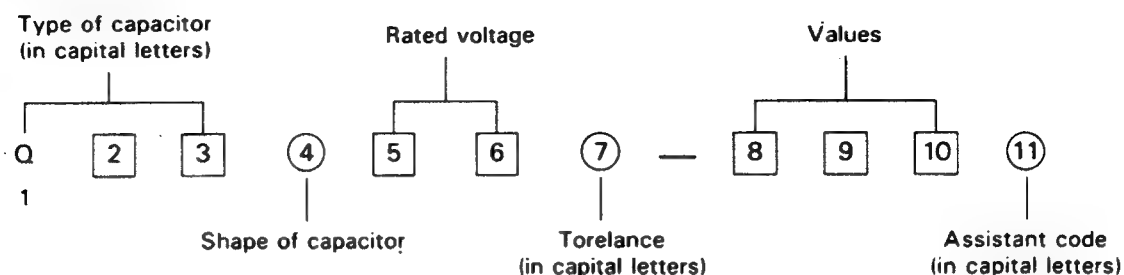 Type of capacitor
(in capital letters)
Rated voltage
Values
Q 2 3 4 5 6 7 — 8 9 10 11
1
Shape of capacitor
Torelance
(in capital letters)
Assistant code
(in capital letters)